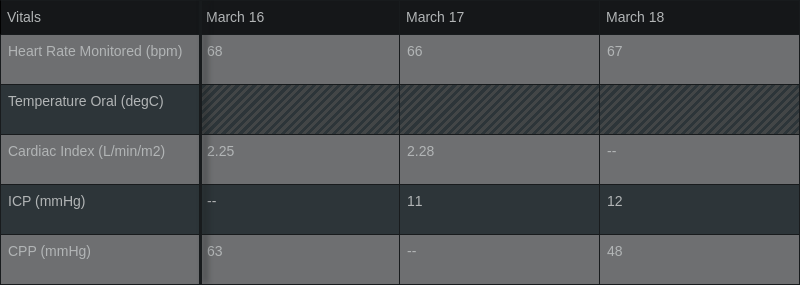 Vitals March 16 March 17 March 18
Heart Rate Monitored (bpm) 68 66 67
Temperature Oral (degC)
Cardiac Index (L/min/m2) 2.25 2.28 --
ICP (mmHg) -- 11 12
CPP (mmHg) 63 -- 48